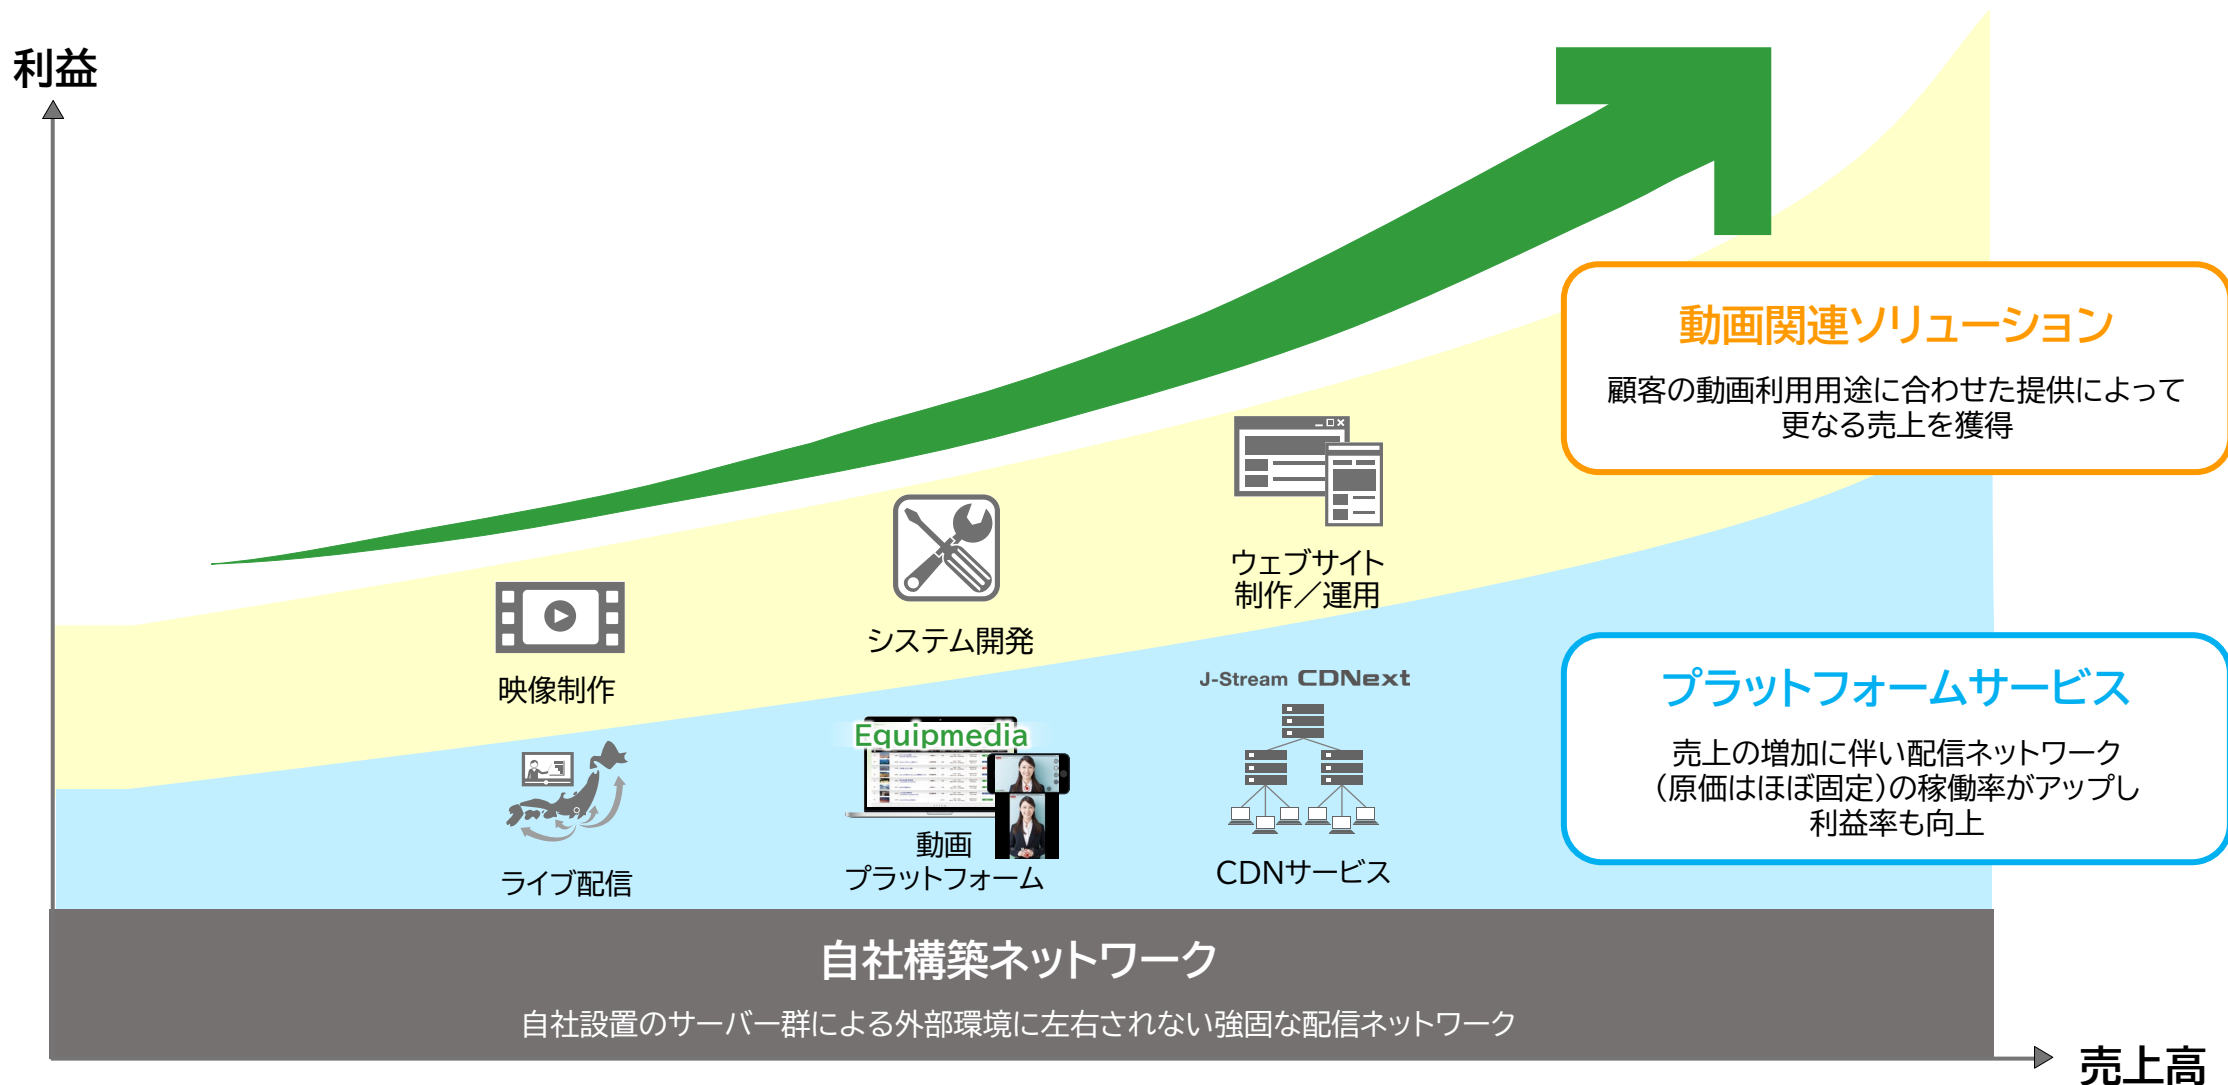 利益
動画関連ソリューション
顧客の動画利用用途に合わせた提供によって
更なる売上を獲得
ウェブサイト
制作／運用
システム開発
映像制作
プラットフォームサービス
売上の増加に伴い配信ネットワーク
（原価はほぼ固定）の稼働率がアップし
利益率も向上
J-Stream CDNext
Equipmedia
動画
プラットフォーム
CDNサービス
ライブ配信
自社構築ネットワーク
自社設置のサーバー群による外部環境に左右されない強固な配信ネットワーク
売上高